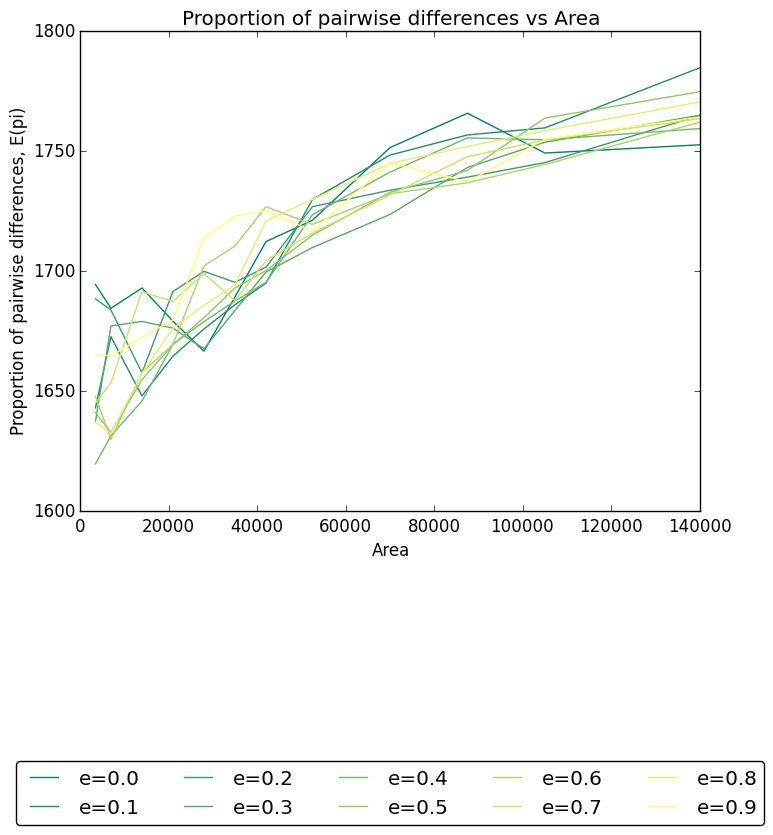 Proportion of pairwise differences vs Area
Proportion of pairwise differences, E(pi)
1800
1750
1700
1650
1600
0 20000 40000 60000 80000 100000 120000 140000
Area
e=0.0 e=0.2 e=0.4 e=0.6 e=0.8
e=0.1 e=0.3 e=0.5 e=0.7 e=0.9